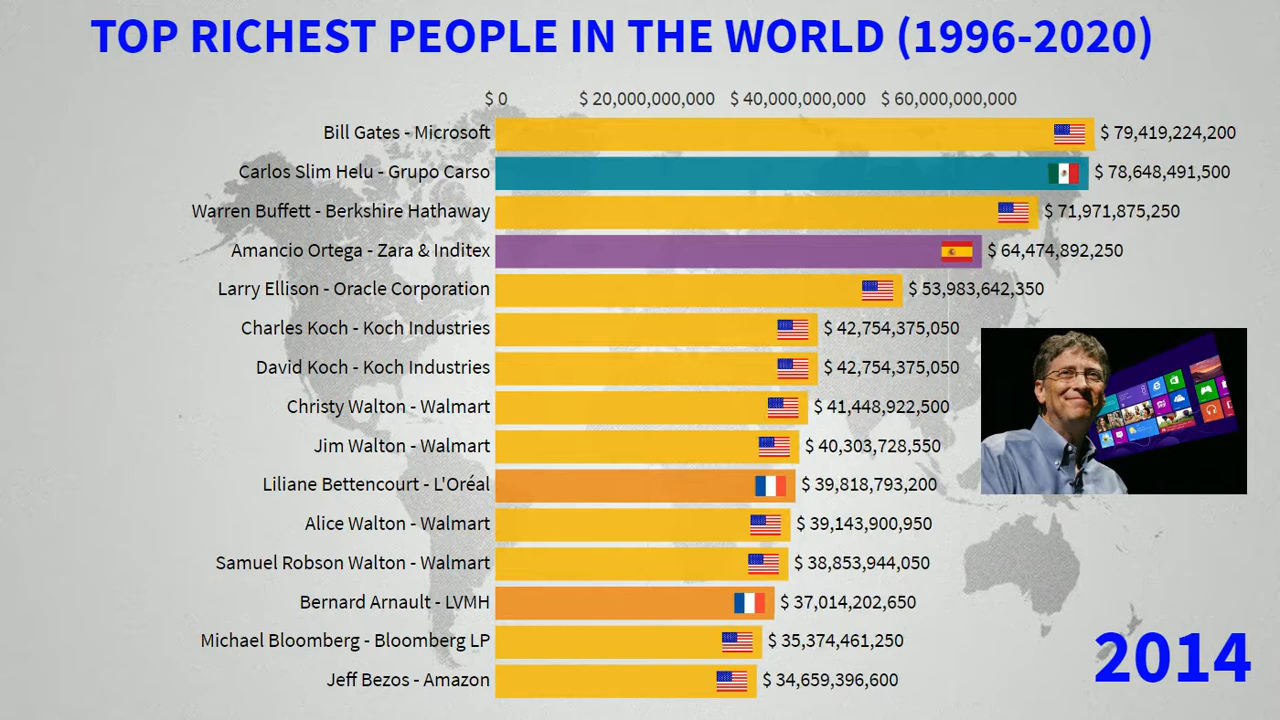 TOP RICHEST PEOPLE IN THE WORLD (1996-2020)
$ 0 $ 20,000,000,000 $ 40,000,000,000 $ 60,000,000,000
Bill Gates - Microsoft $ 79,419,224,200
Carlos Slim Helu - Grupo Carso $ 78,648,491,500
Warren Buffett - Berkshire Hathaway $ 71,971,875,250
Amancio Ortega - Zara & Inditex $ 64,474,892,250
Larry Ellison - Oracle Corporation $ 53,983,642,350
Charles Koch - Koch Industries $ 42,754,375,050
David Koch - Koch Industries $ 42,754,375,050
Christy Walton - Walmart $ 41,448,922,500
Jim Walton - Walmart $ 40,303,728,550
Liliane Bettencourt - L'Oréal $ 39,818,793,200
Alice Walton - Walmart $ 39,143,900,950
Samuel Robson Walton - Walmart $ 38,853,944,050
Bernard Arnault - LVMH $ 37,014,202,650
Michael Bloomberg - Bloomberg LP $ 35,374,461,250
Jeff Bezos - Amazon $ 34,659,396,600
2014